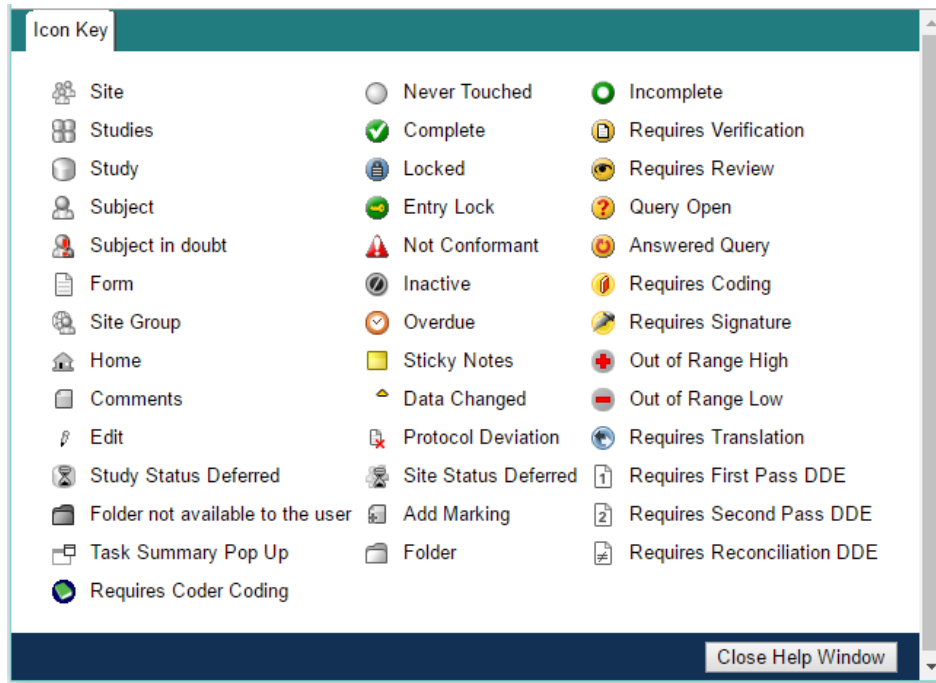 Icon Key
Site
Never Touched
Incomplete
Studies
Complete
Requires Verification
Study
Locked
Requires Review
Subject
Entry Lock
Query Open
Subject in doubt
Not Conformant
Answered Query
Form
Inactive
Requires Coding
Site Group
Overdue
Requires Signature
Home
Sticky Notes
Out of Range High
Comments
Data Changed
Out of Range Low
Edit
Protocol Deviation
Requires Translation
Study Status Deferred
Site Status Deferred
1
Requires First Pass DDE
Folder not available to the user
Add Marking
2
Requires Second Pass DDE
Task Summary Pop Up
Folder
≠
Requires Reconciliation DDE
Requires Coder Coding
Close Help Window